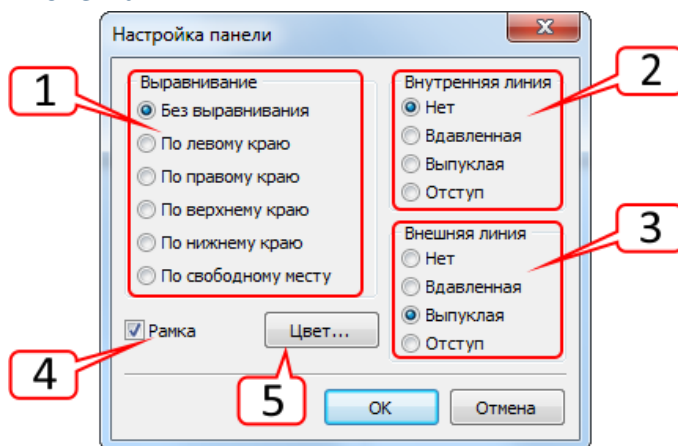 Настройка панели
1
Выравнивание
Без выравнивания
По левому краю
По правому краю
По верхнему краю
По нижнему краю
По свободному месту
2
Внутренняя линия
Нет
Вдавленная
Выпуклая
Отступ
3
Внешняя линия
Нет
Вдавленная
Выпуклая
Отступ
Рамка
Цвет...
4
5
ОК
Отмена